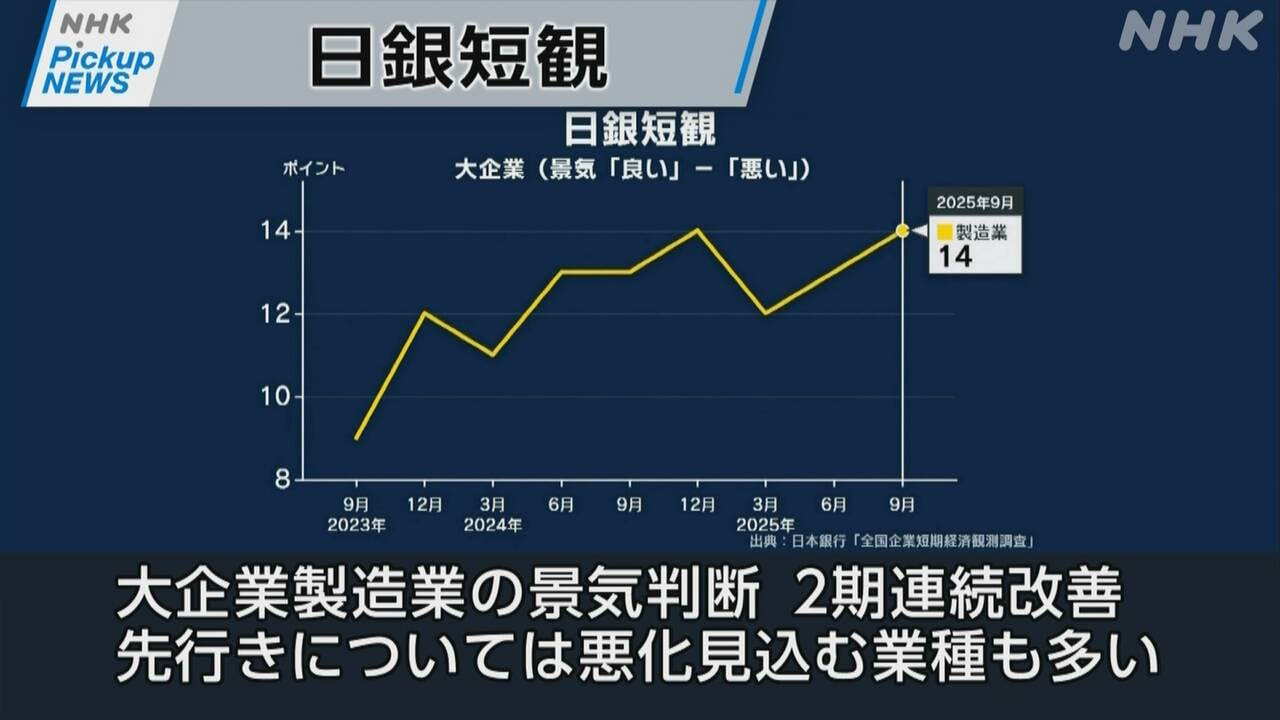 NHK
Pickup
NEWS
日銀短観
NHK
日銀短観
ポイント
大企業（景気「良い」－「悪い」）
14
12
10
8
2025年9月
製造業
14
9月 12月 3月 6月 9月 12月 3月 6月 9月
2023年 2024年 2025年
出典：日本銀行「全国企業短期経済観測調査」
大企業製造業の景気判断 2期連続改善
先行きについては悪化見込む業種も多い